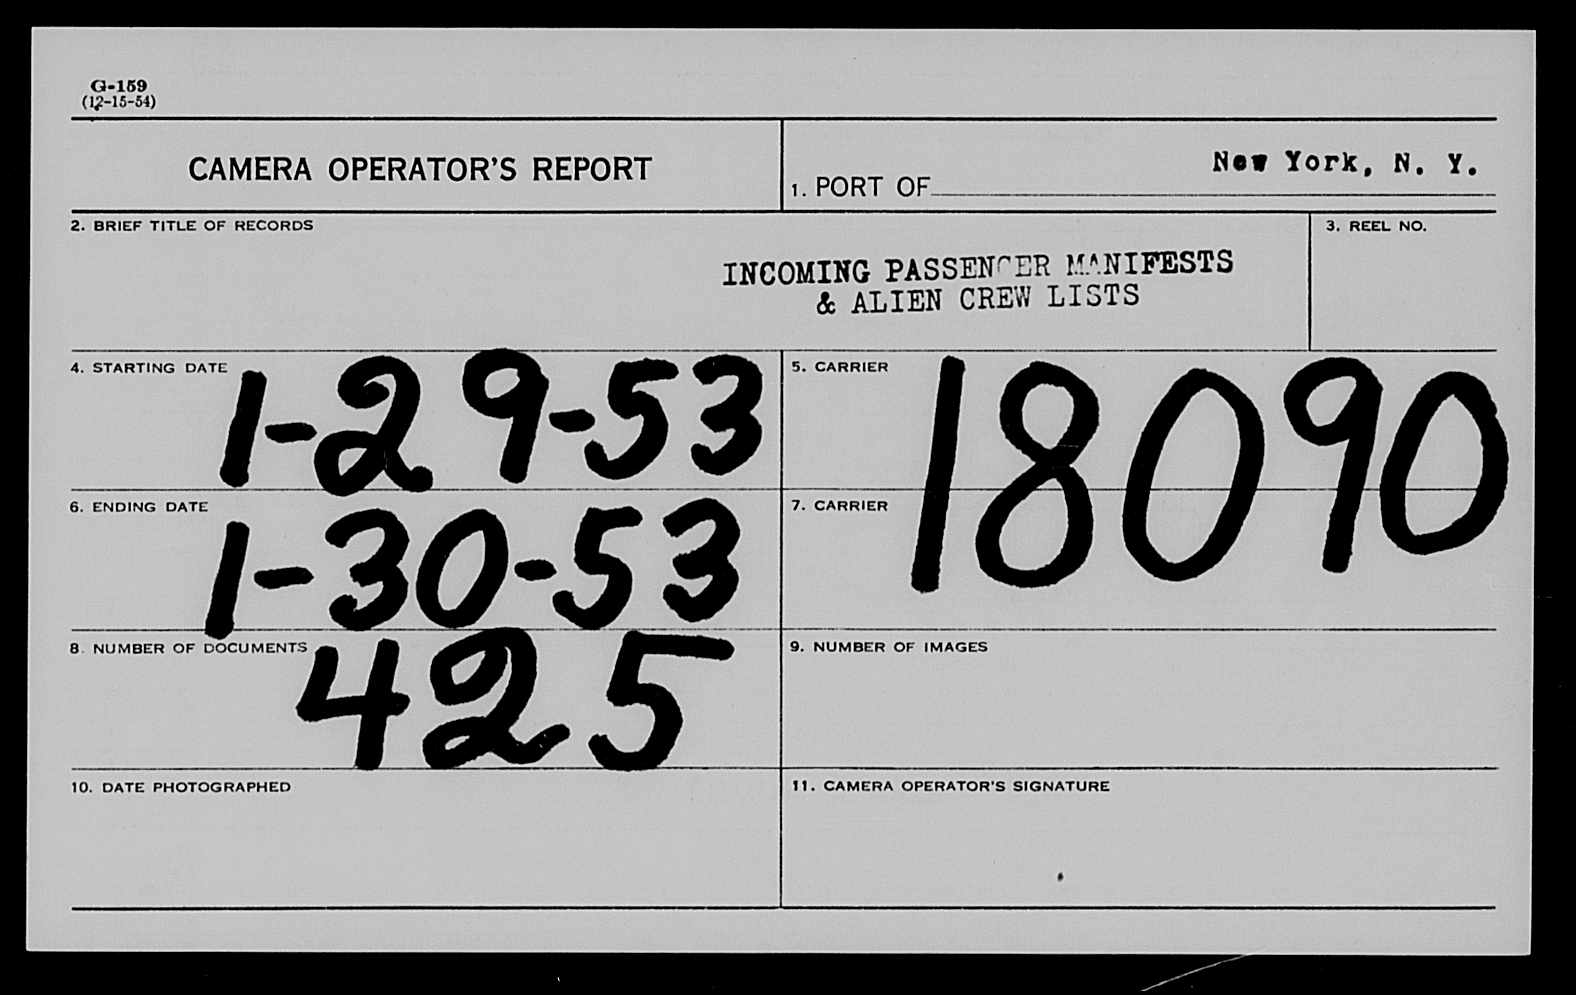 G-159
(12-15-54)
CAMERA OPERATOR'S REPORT
1. PORT OF New York, N. Y.
2. BRIEF TITLE OF RECORDS
INCOMING PASSENGER MANIFESTS
& ALIEN CREW LISTS
3. REEL NO.
4. STARTING DATE 1-29-53
5. CARRIER 18090
6. ENDING DATE 1-30-53
7. CARRIER
8. NUMBER OF DOCUMENTS 425
9. NUMBER OF IMAGES
10. DATE PHOTOGRAPHED
11. CAMERA OPERATOR'S SIGNATURE